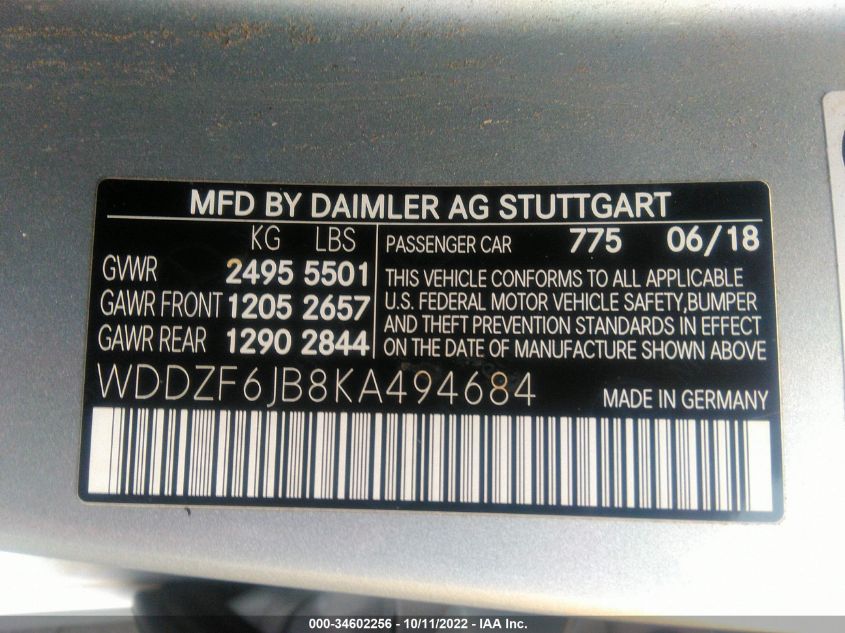 MFD BY DAIMLER AG STUTTGART
KG LBS
GVWR 2495 5501
GAWR FRONT 1205 2657
GAWR REAR 1290 2844
PASSENGER CAR 775 06/18
THIS VEHICLE CONFORMS TO ALL APPLICABLE
U.S. FEDERAL MOTOR VEHICLE SAFETY,BUMPER
AND THEFT PREVENTION STANDARDS IN EFFECT
ON THE DATE OF MANUFACTURE SHOWN ABOVE
WDDZF6JB8KA494684 MADE IN GERMANY
000-34602256 - 10/11/2022 - IAA Inc.